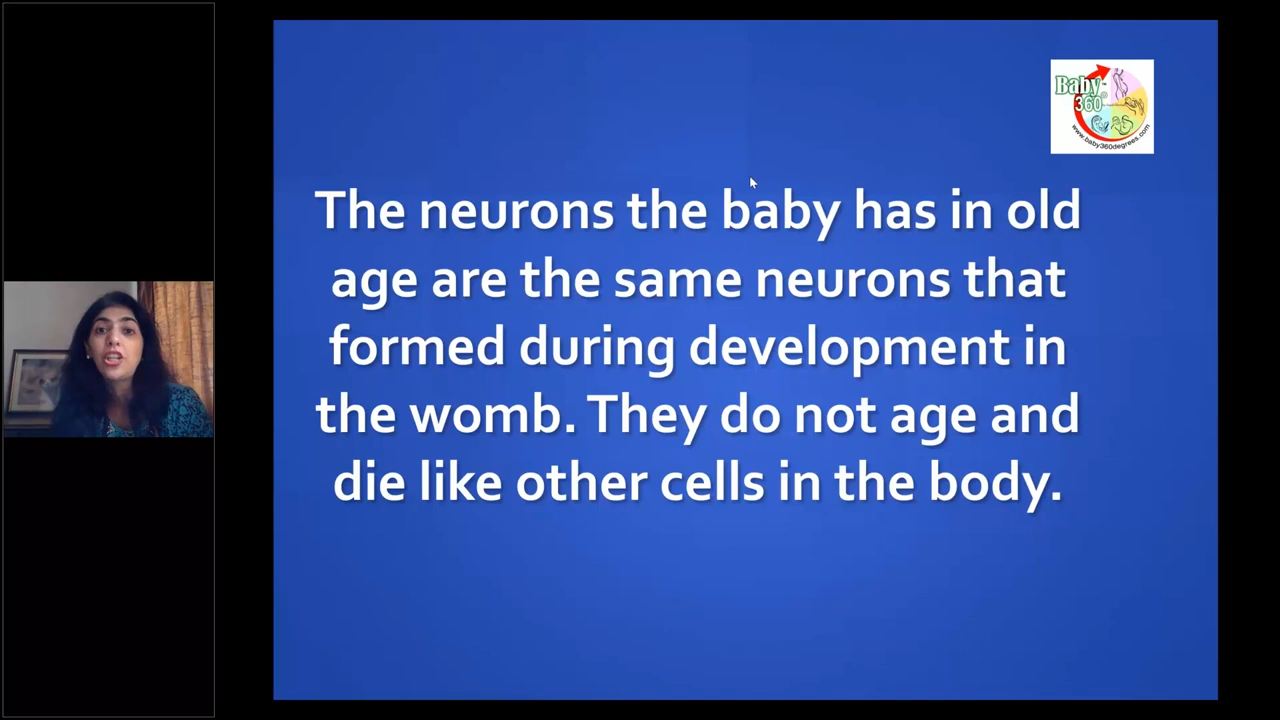 Baby
360°
www.baby360degrees.com
The neurons the baby has in old
age are the same neurons that
formed during development in
the womb. They do not age and
die like other cells in the body.